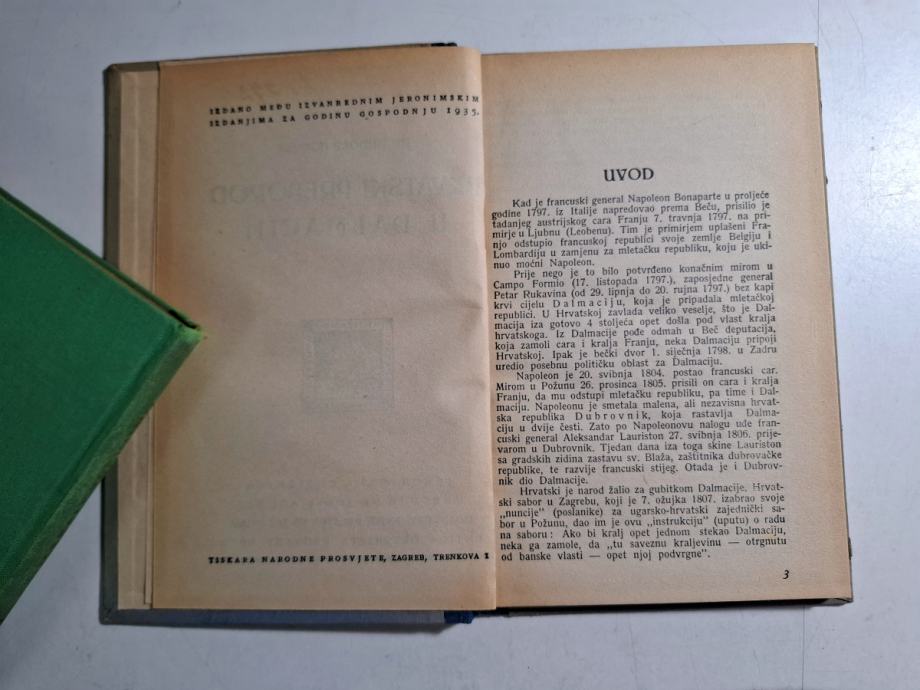 IZDANO MEĐU IZVANREDNIM JERONIMSKIM
IZDANJIMA ZA GODINU GOSPODNJU 1935.
TISKARA NARODNE PROSVJETE, ZAGREB, TRENKOVA 1
UVOD
Kad je francuski general Napoleon Bonaparte u proljeće
godine 1797. iz Italije napredovao prema Beču, prisilio je
tadanjeg austrijskog cara Franju 7. travnja 1797. na pri-
mirje u Ljubnu (Leobenu). Tim je primirjem uplašeni Fra-
njo odstupio francuskoj republici svoje zemlje Belgiju i
Lombardiju u zamjenu za mletačku republiku, koju je uki-
nuo moćni Napoleon.
Prije nego je to bilo potvrđeno konačnim mirom u
Campo Formio (17. listopada 1797.), zaposjedne general
Petar Rukavina (od 29. lipnja do 20. rujna 1797.) bez kapi
krvi cijelu Dalmaciju, koja je pripadala mletačkoj
republici. U Hrvatskoj zavlada veliko veselje, što je Dal-
macija iza gotovo 4 stoljeća opet došla pod vlast kralja
hrvatskoga. Iz Dalmacije pođe odmah u Beč deputacija,
koja zamoli cara i kralja Franju, neka Dalmaciju pripoji
Hrvatskoj. Ipak je bečki dvor 1. siječnja 1798. u Zadru
uredio posebnu političku oblast za Dalmaciju.
Napoleon je 20. svibnja 1804. postao francuski car.
Mirom u Požunu 26. prosinca 1805. prisili on cara i kralja
Franju, da mu odstupi mletačku republiku, pa time i Dal-
maciju. Napoleonu je smetala malena, ali nezavisna hrvat-
ska republika Dubrovnik, koja rastavlja Dalma-
ciju u dvije česti. Zato po Napoleonovu nalogu uđe fran-
cuski general Aleksandar Lauriston 27. svibnja 1806. prije-
varom u Dubrovnik. Tjedan dana iza toga skine Lauriston
sa gradskih zidina zastavu sv. Blaža, zaštitnika dubrovačke
republike, te razvije francuski stijeg. Otada je i Dubrov-
nik dio Dalmacije.
Hrvatski je narod žalio za gubitkom Dalmacije. Hrvat-
ski sabor u Zagrebu, koji je 7. ožujka 1807. izabrao svoje
„nuncije” (poslanike) za ugarsko-hrvatski zajednički sa-
bor u Požunu, dao im je ovu „instrukciju” (uputu) o radu
na saboru: Ako bi kralj opet jednom stekao Dalmaciju,
neka ga zamole, da „tu saveznu kraljevinu — otrgnutu
od banske vlasti — opet njoj podvrgne”.
3